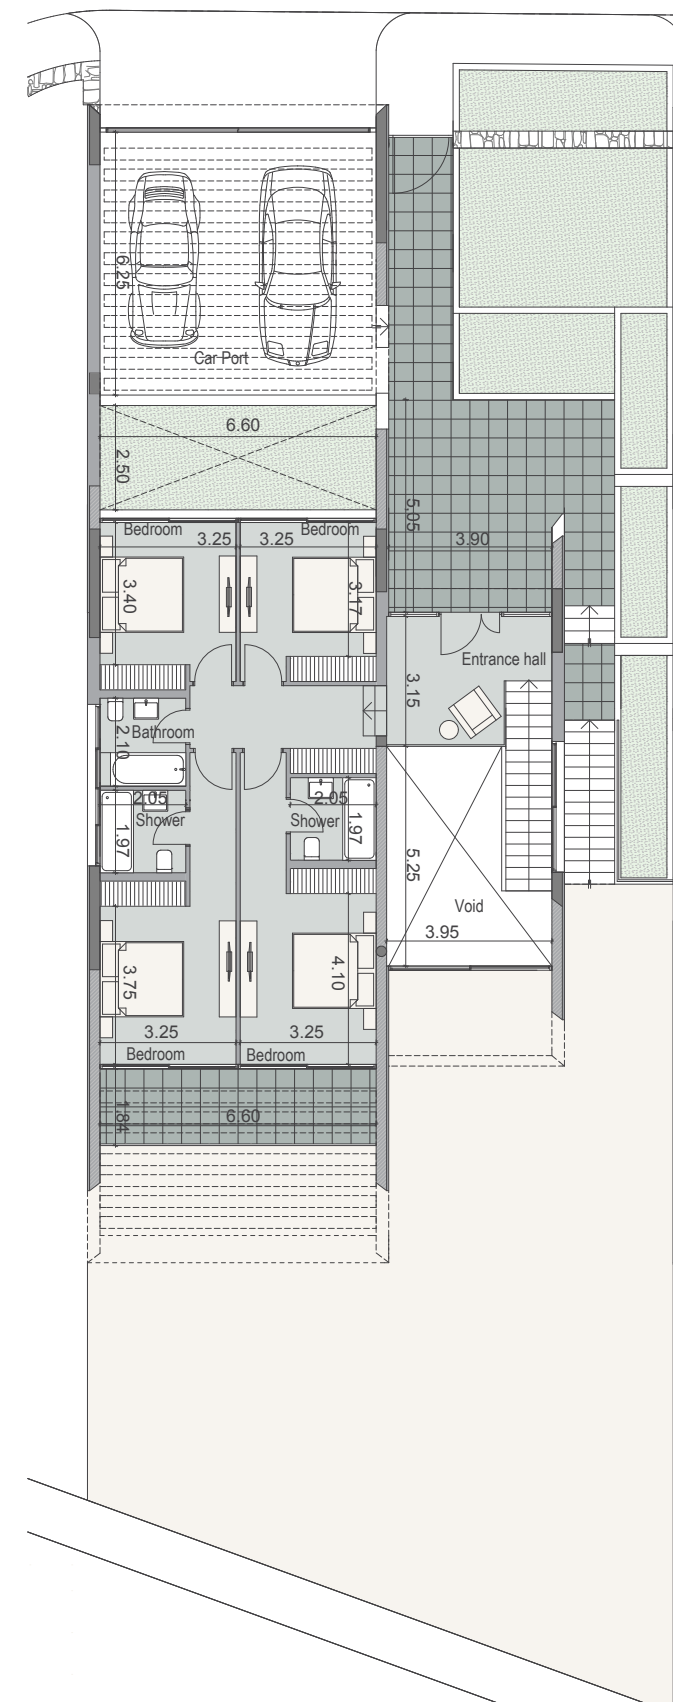 6.25
Car Port
6.60
2.50
5.05
Bedroom
Bedroom
3.25
3.25
3.90
3.40
3.17
Entrance hall
3.15
Bathroom
2.10
2.05
2.05
Shower
Shower
1.97
1.97
5.25
Void
3.95
3.75
4.10
3.25
3.25
Bedroom
Bedroom
1.84
6.60